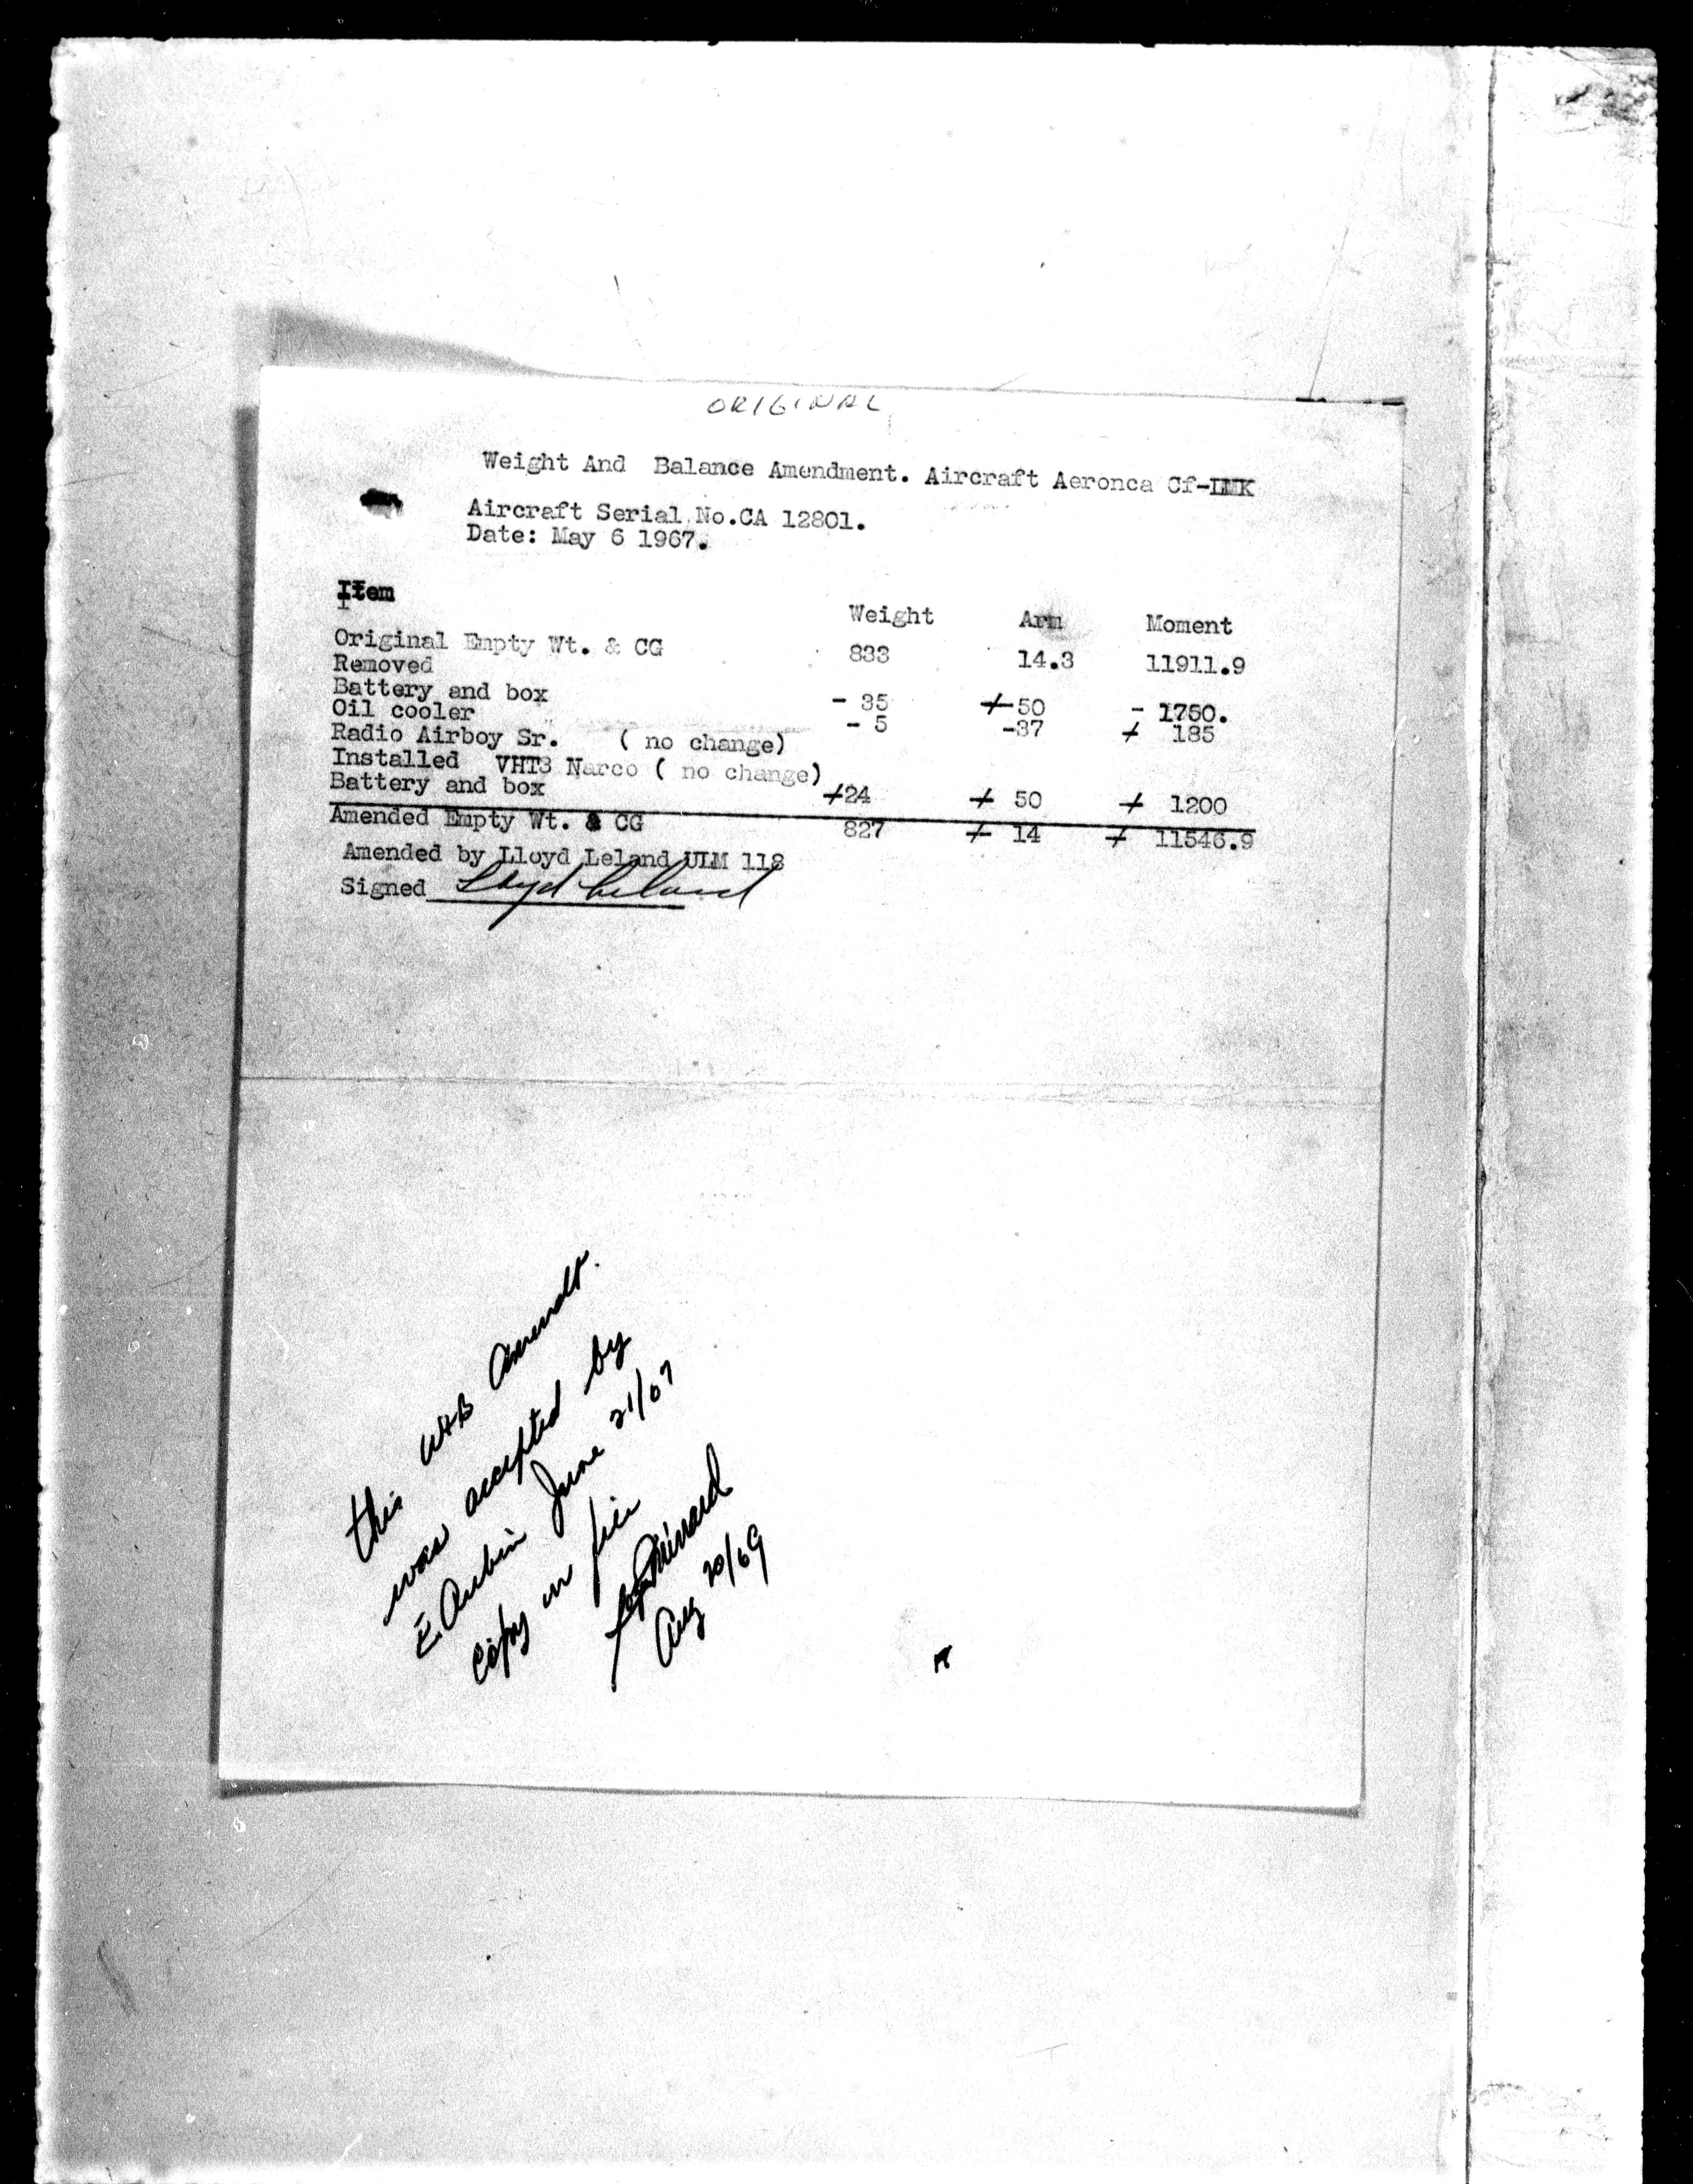 ORIGINAL
Weight And Balance Amendment. Aircraft Aeronca Cf-IMK
Aircraft Serial No.CA 12801.
Date: May 6 1967.
Item
Weight Arm Moment
Original Empty Wt. & CG 833 14.3 11911.9
Removed
Battery and box - 35 +50 - 1750.
Oil cooler - 5 -37 + 185
Radio Airboy Sr. ( no change)
Installed VHT3 Narco ( no change)
Battery and box +24 + 50 + 1200
Amended Empty Wt. & CG 827 + 14 + 11546.9
Amended by Lloyd Leland ULM 118
Signed Lloyd Leland
this W&B Amendt.
was accepted by
E. Aubin June 21/67
Copy on file
Aug 20/69